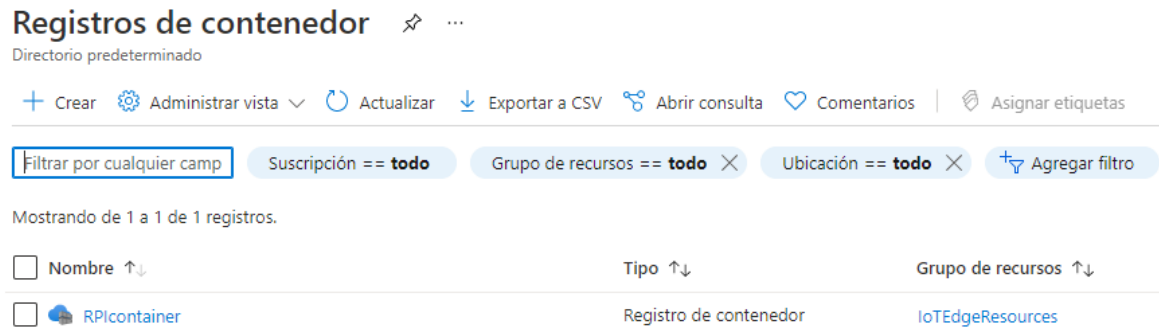 Registros de contenedor
Directorio predeterminado
Crear Administrar vista Actualizar Exportar a CSV Abrir consulta Comentarios Asignar etiquetas
Filtrar por cualquier camp Suscripción == todo Grupo de recursos == todo Ubicación == todo Agregar filtro
Mostrando de 1 a 1 de 1 registros.
Nombre Tipo Grupo de recursos
RPIcontainer Registro de contenedor IoTEdgeResources